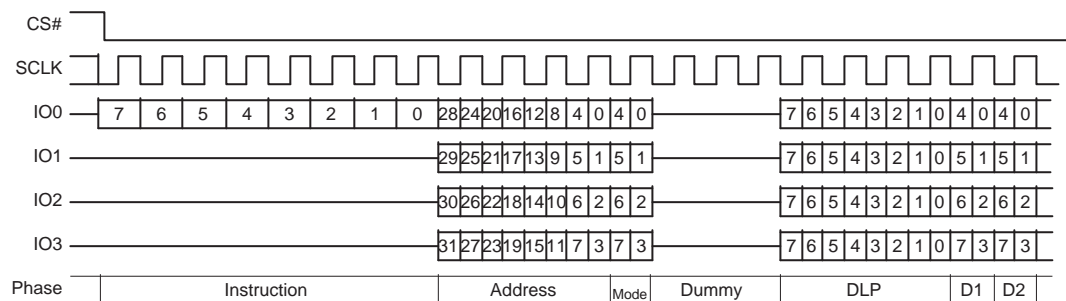 CS#
SCLK
IO0 7 6 5 4 3 2 1 0 28 24 20 16 12 8 4 0 4 0 7 6 5 4 3 2 1 0 4 0 4 0
IO1 29 25 21 17 13 9 5 1 5 1 7 6 5 4 3 2 1 0 5 1 5 1
IO2 30 26 22 18 14 10 6 2 6 2 7 6 5 4 3 2 1 0 6 2 6 2
IO3 31 27 23 19 15 11 7 3 7 3 7 6 5 4 3 2 1 0 7 3 7 3
Phase Instruction Address Mode Dummy DLP D1 D2